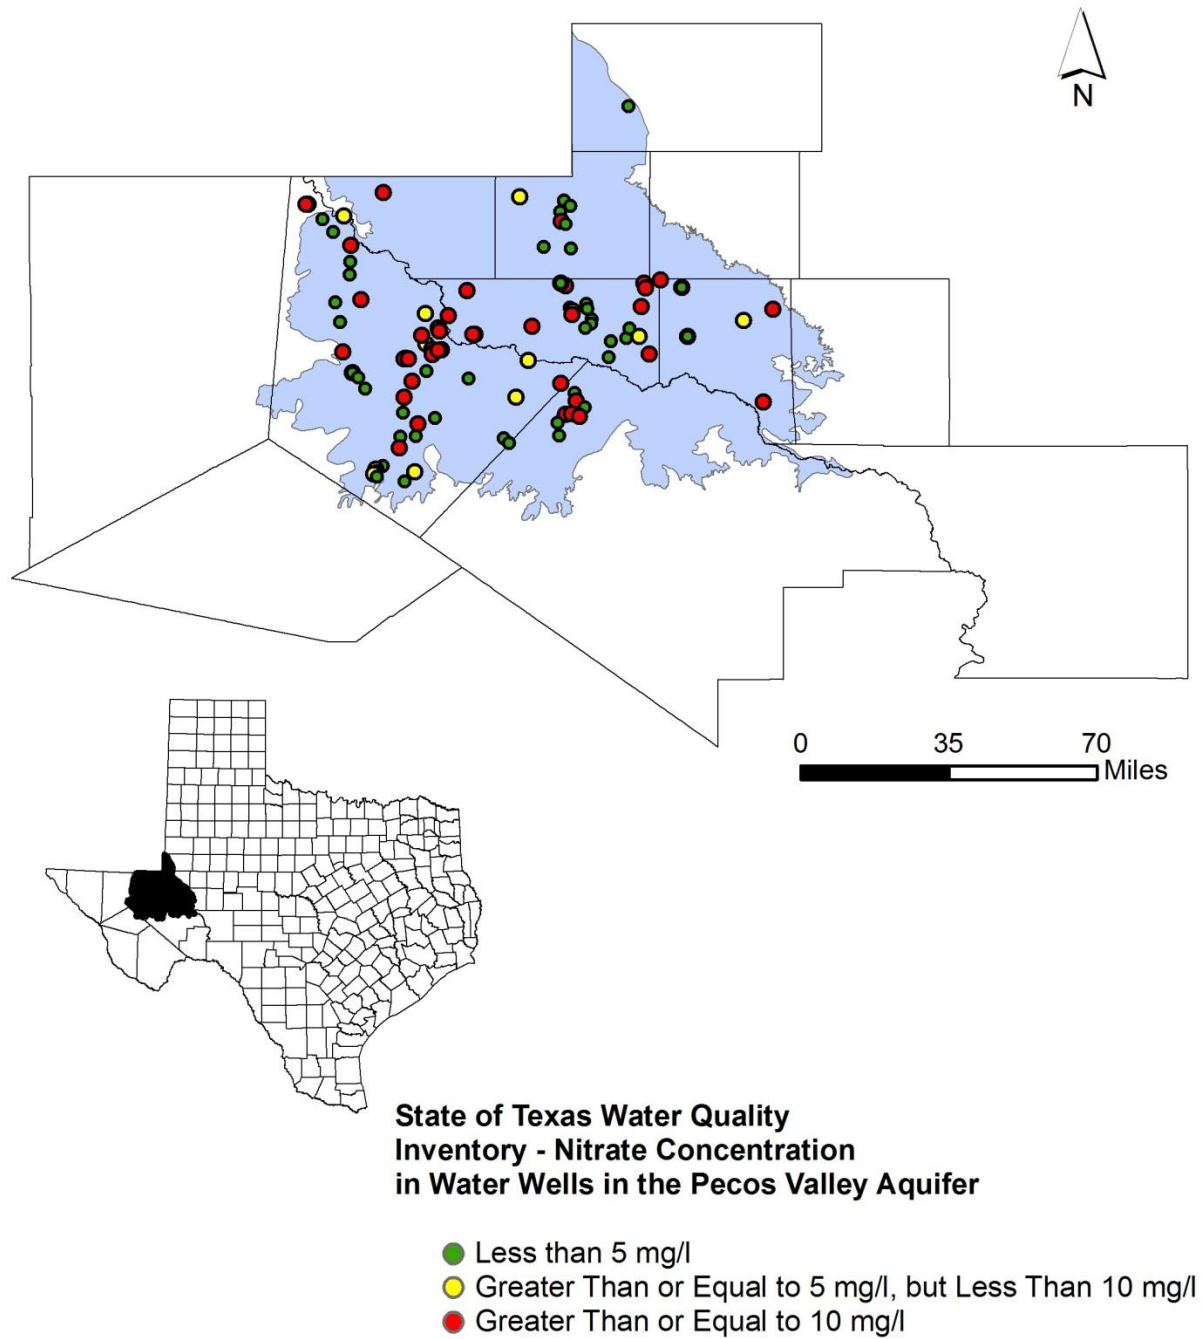 N
0 35 70
Miles
State of Texas Water Quality
Inventory - Nitrate Concentration
in Water Wells in the Pecos Valley Aquifer
Less than 5 mg/l
Greater Than or Equal to 5 mg/l, but Less Than 10 mg/l
Greater Than or Equal to 10 mg/l